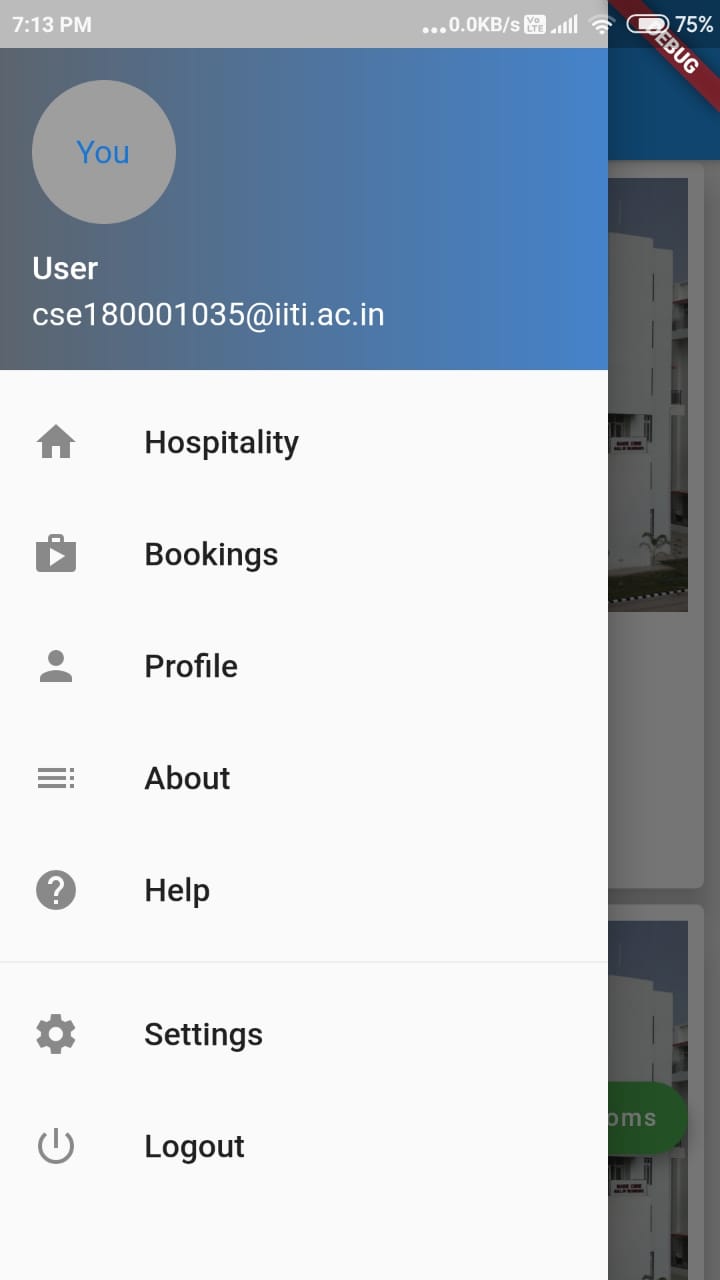 7:13 PM
...0.0KB/s Vo LTE 75%
DEBUG
You
User
cse180001035@iiti.ac.in
Hospitality
Bookings
Profile
About
Help
Settings
oms
Logout